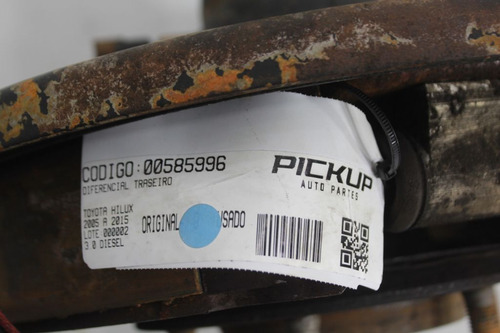 CODIGO:00585996
DIFERENCIAL TRASEIRO
PICKUP
AUTO PARTES
TOYOTA HILUX
2005 A 2015
LOTE 000002
3.0 DIESEL
ORIGINAL USADO